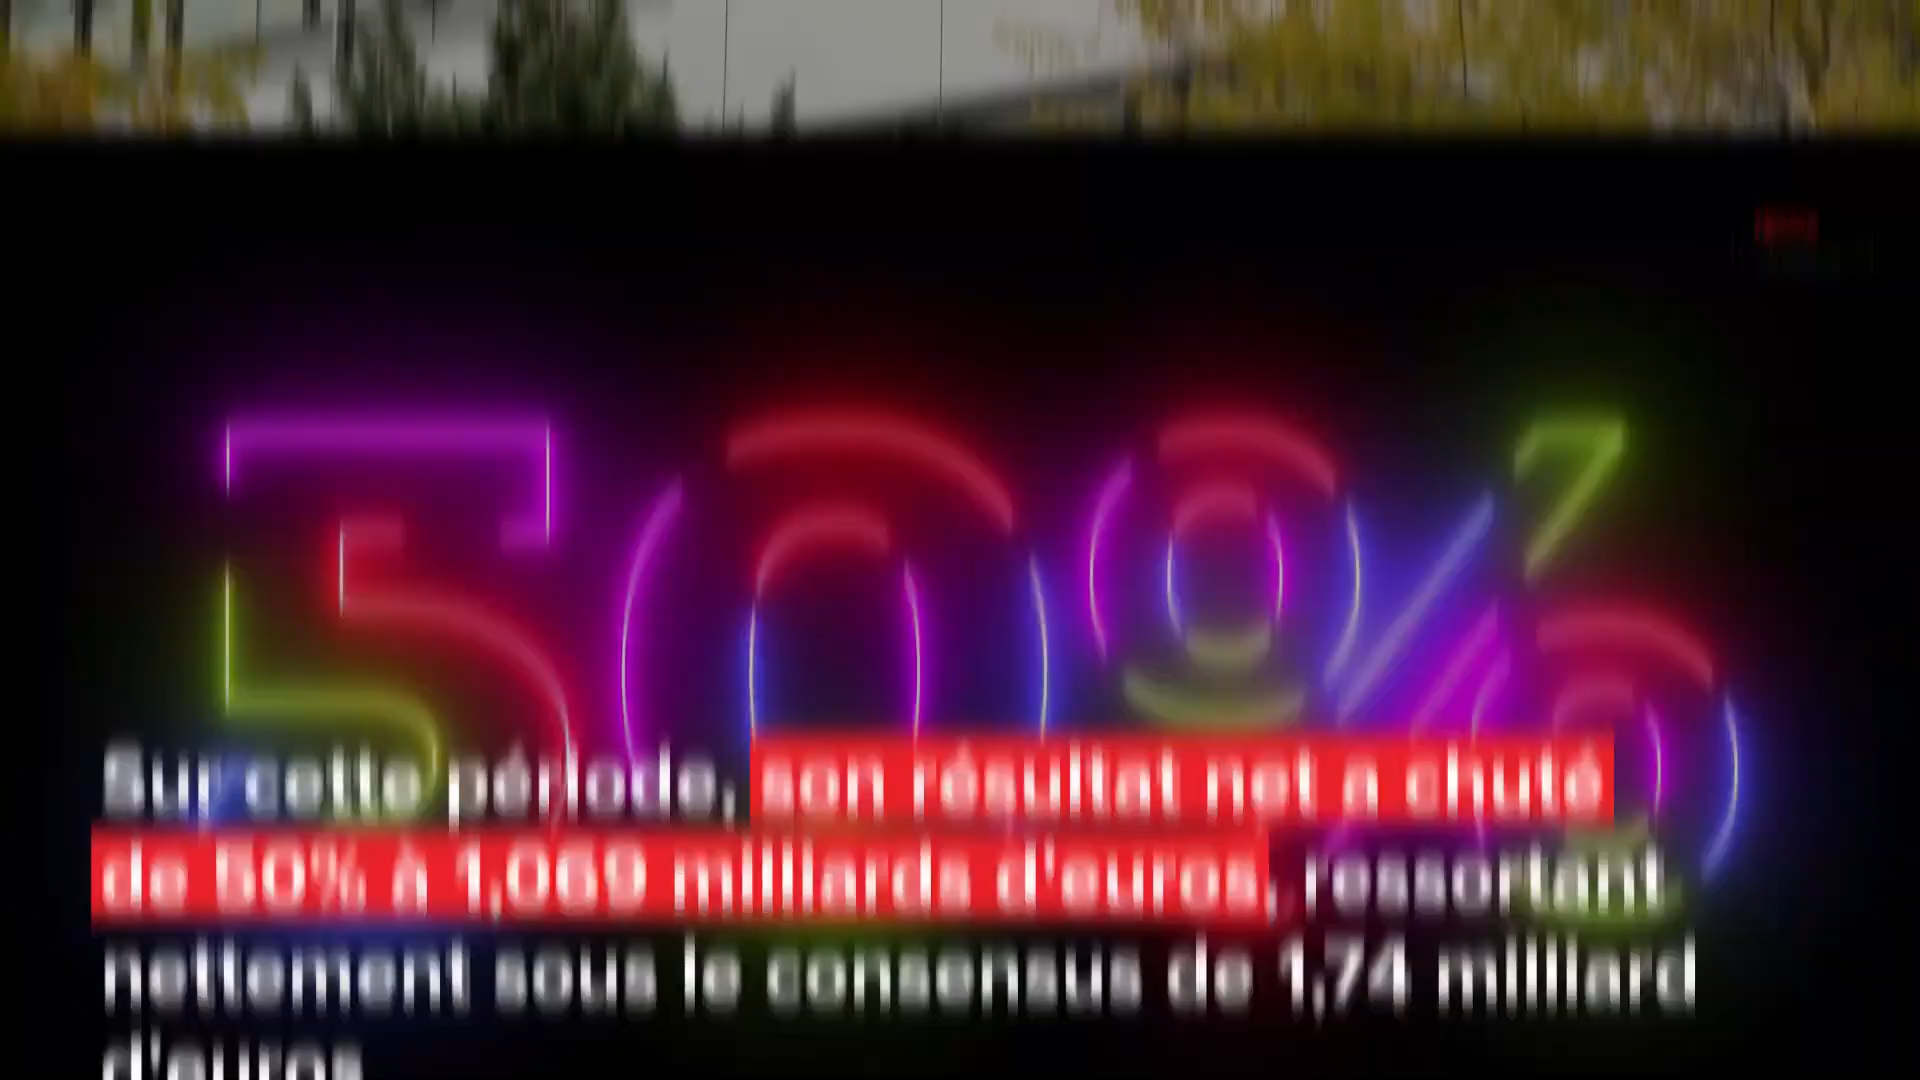 50%
Sur cette période, son résultat net a chuté
de 50% à 1,069 milliards d'euros, ressortant
nettement sous le consensus de 1,74 milliard
d'euros